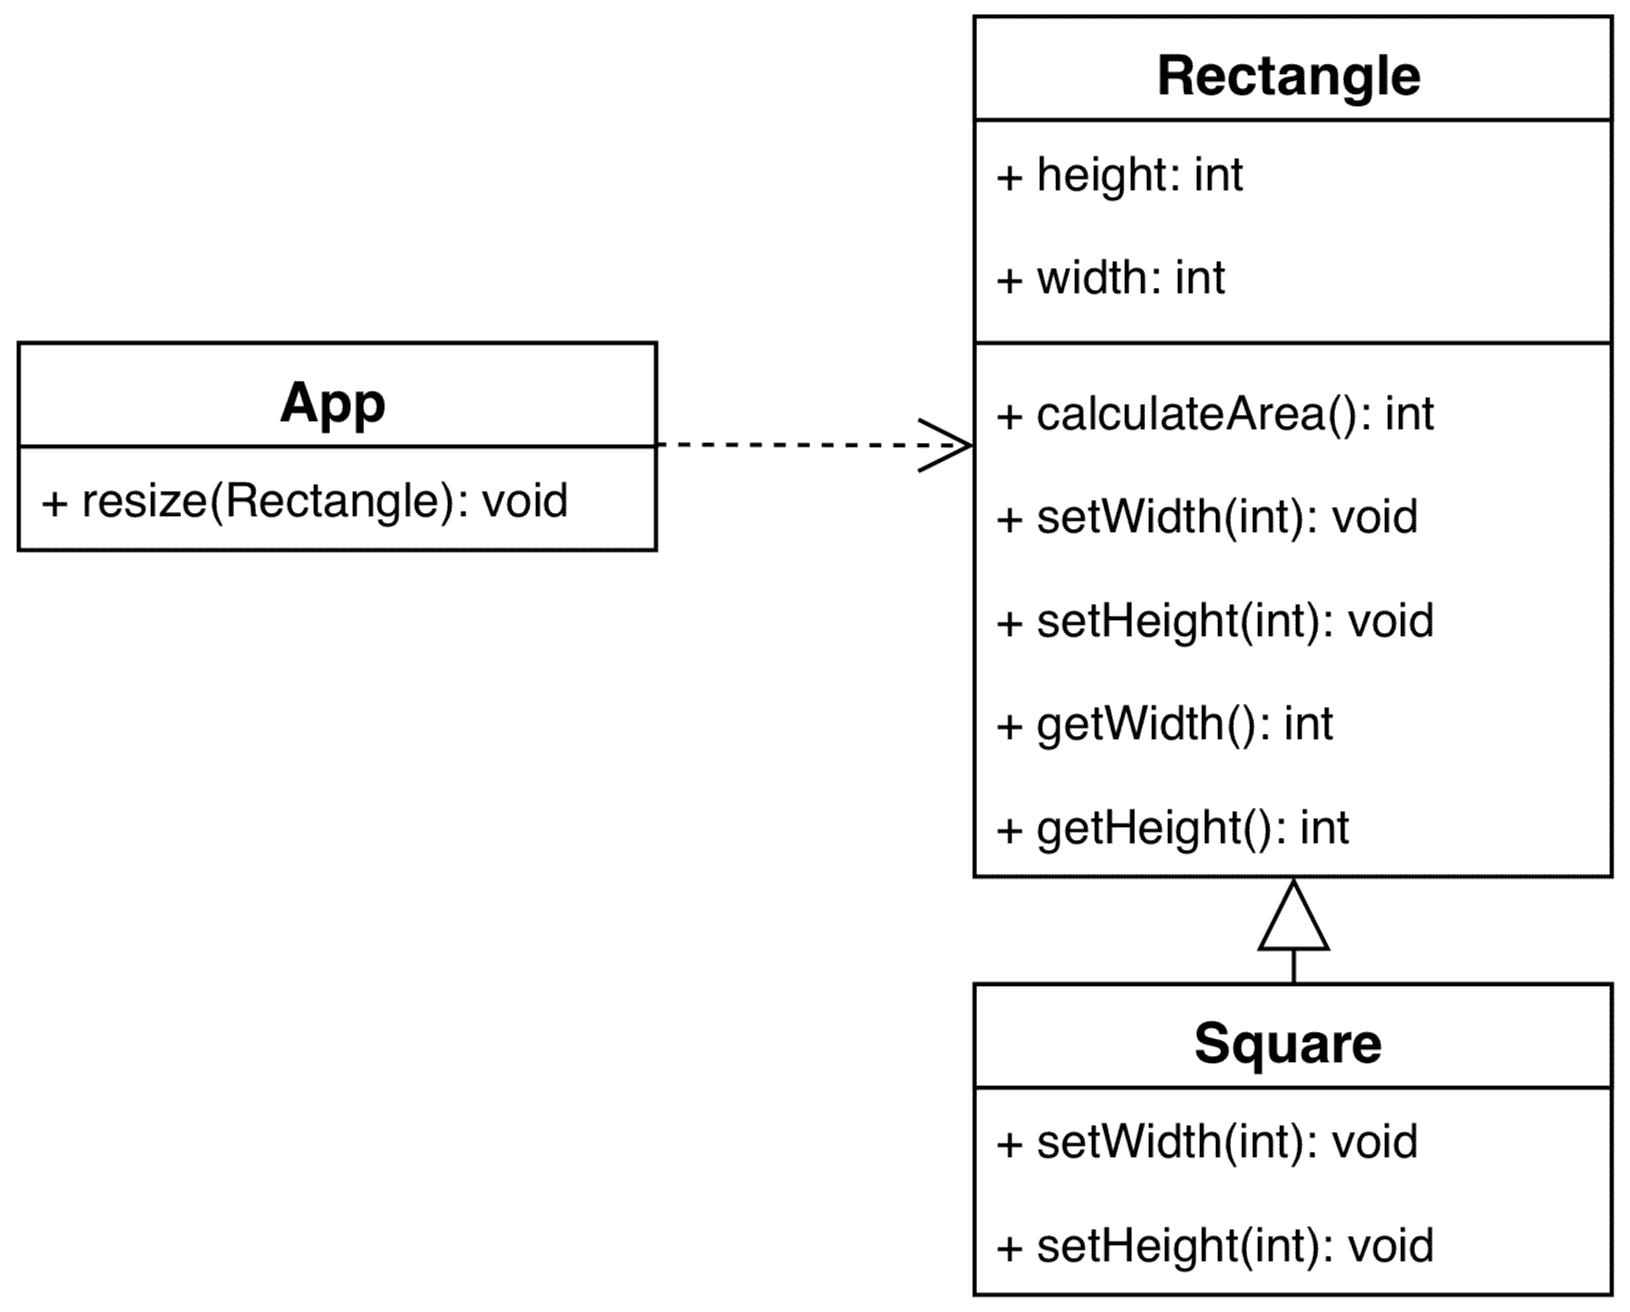 Rectangle
+ height: int
+ width: int
+ calculateArea(): int
+ setWidth(int): void
+ setHeight(int): void
+ getWidth(): int
+ getHeight(): int
App
+ resize(Rectangle): void
Square
+ setWidth(int): void
+ setHeight(int): void